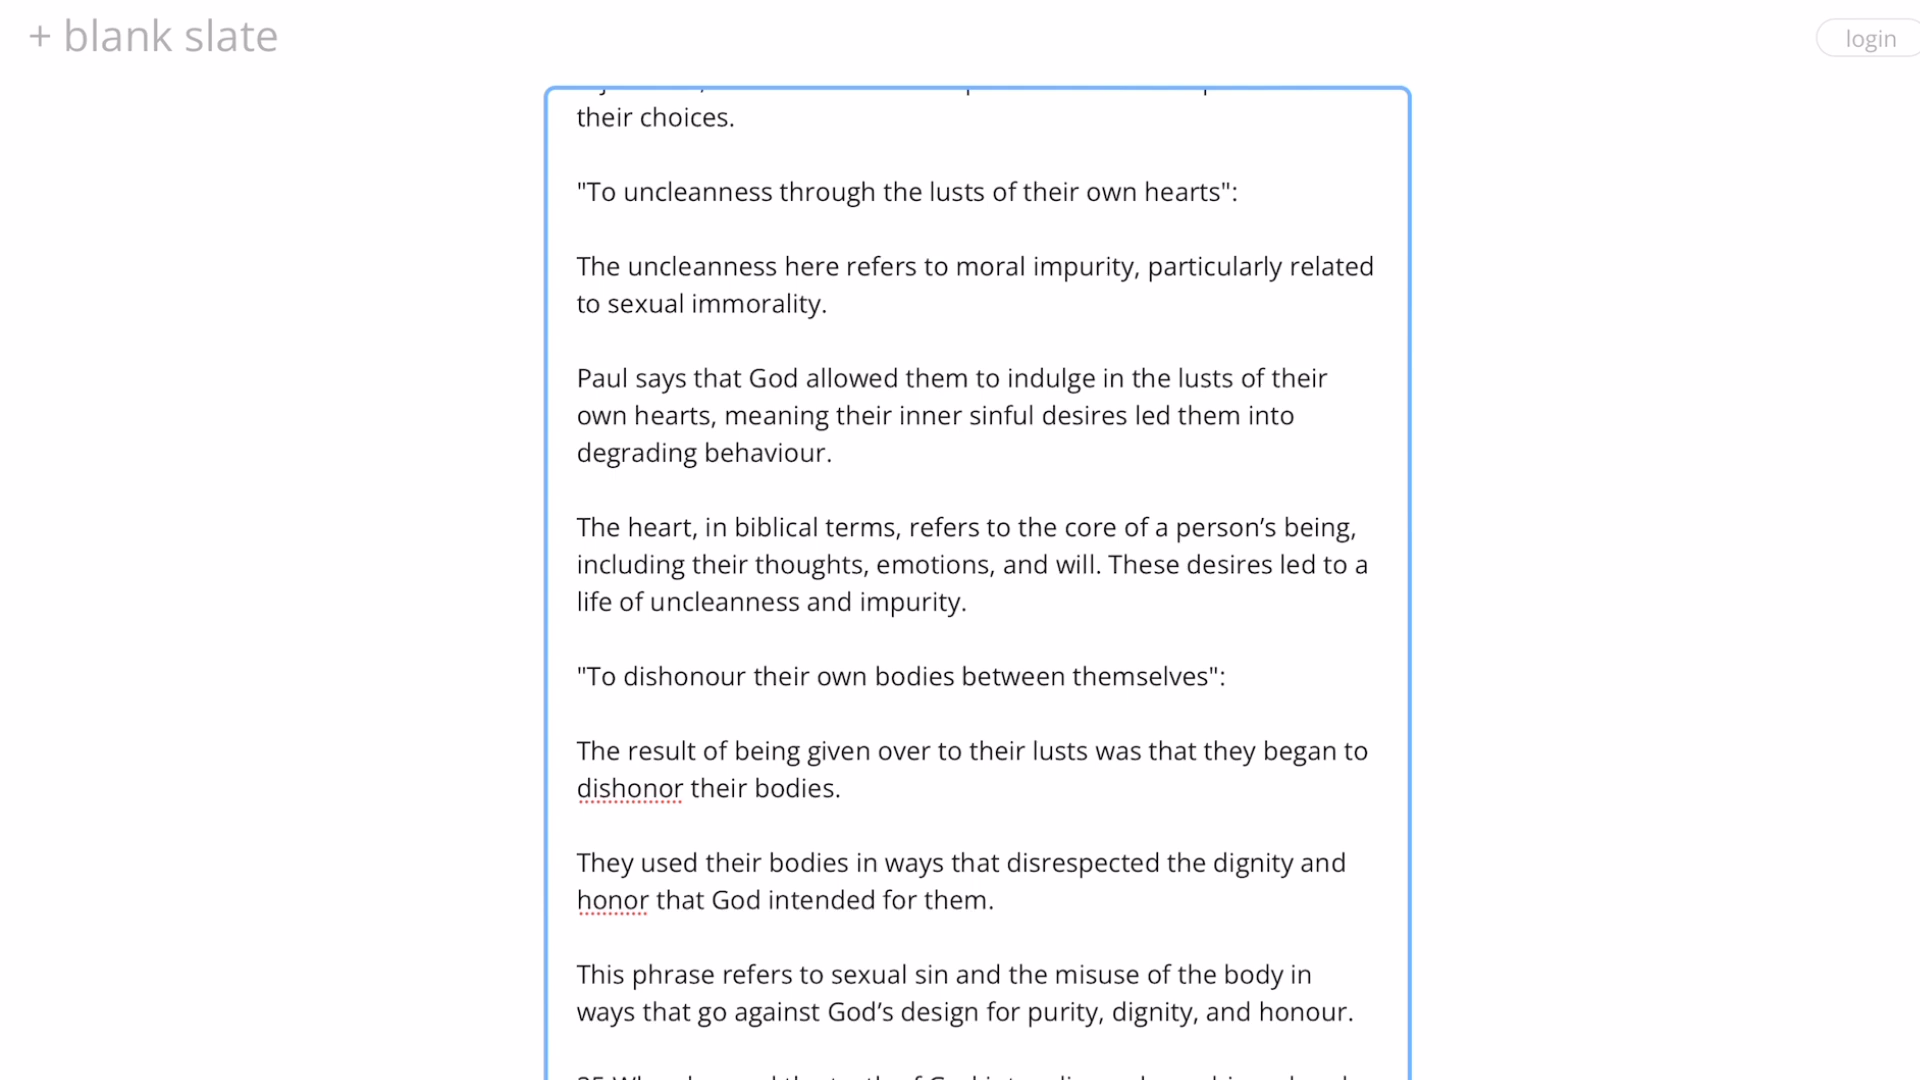 + blank slate
login
their choices.
"To uncleanness through the lusts of their own hearts":
The uncleanness here refers to moral impurity, particularly related
to sexual immorality.
Paul says that God allowed them to indulge in the lusts of their
own hearts, meaning their inner sinful desires led them into
degrading behaviour.
The heart, in biblical terms, refers to the core of a person’s being,
including their thoughts, emotions, and will. These desires led to a
life of uncleanness and impurity.
"To dishonour their own bodies between themselves":
The result of being given over to their lusts was that they began to
dishonor their bodies.
They used their bodies in ways that disrespected the dignity and
honor that God intended for them.
This phrase refers to sexual sin and the misuse of the body in
ways that go against God’s design for purity, dignity, and honour.